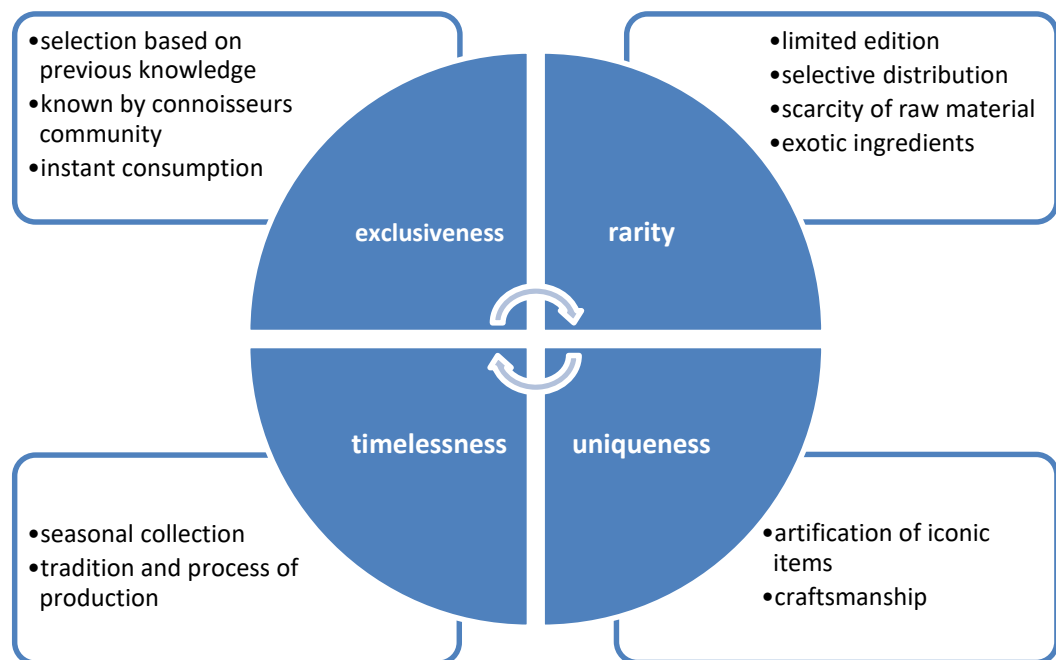 •selection based on
previous knowledge
•known by connoisseurs
community
•instant consumption
•limited edition
•selective distribution
•scarcity of raw material
•exotic ingredients
exclusiveness
rarity
timelessness
uniqueness
•seasonal collection
•tradition and process of
production
•artification of iconic
items
•craftsmanship